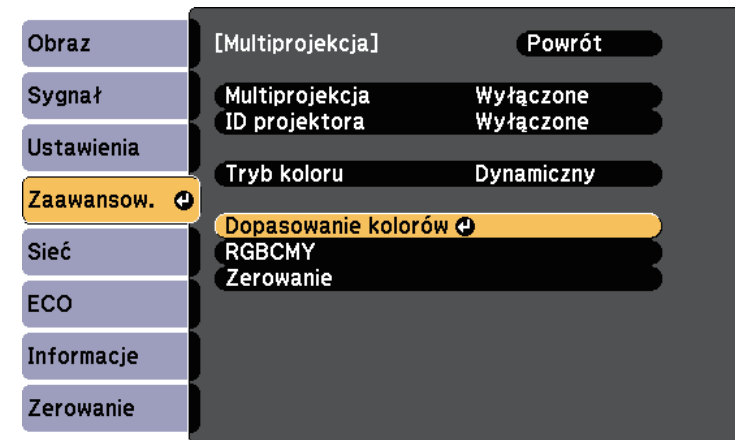 Obraz
Sygnał
Ustawienia
Zaawansow.
Sieć
ECO
Informacje
Zerowanie
[Multiprojekcja] Powrót
Multiprojekcja Wyłączone
ID projektora Wyłączone
Tryb koloru Dynamiczny
Dopasowanie kolorów
RGBCMY
Zerowanie